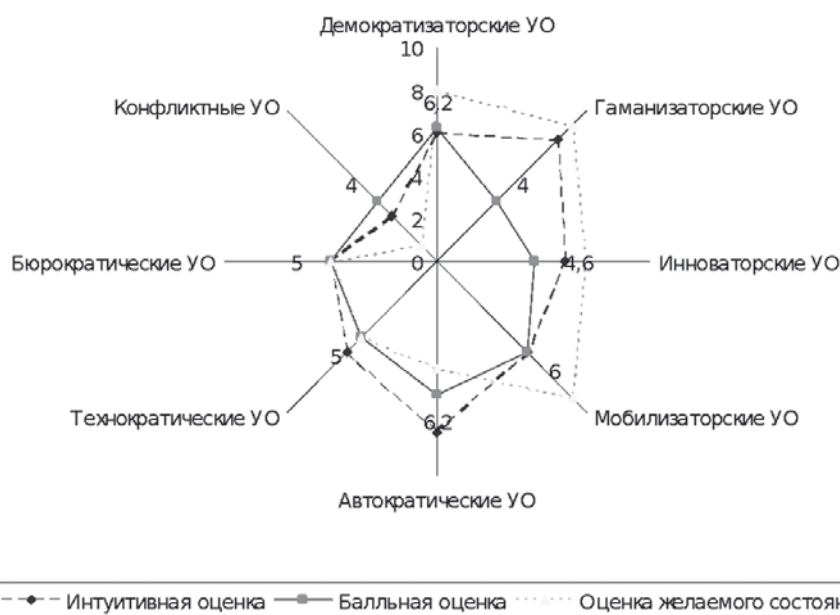 Демократизаторские УО
10
8
6,2
6
Конфликтные УО
Гаманизаторские УО
4
4
4
2
Бюрократические УО
5
0
4,6
Инноваторские УО
5
6
Технократические УО
6,2
Мобилизаторские УО
Автократические УО
Интуитивная оценка
Балльная оценка
Оценка желаемого состоя